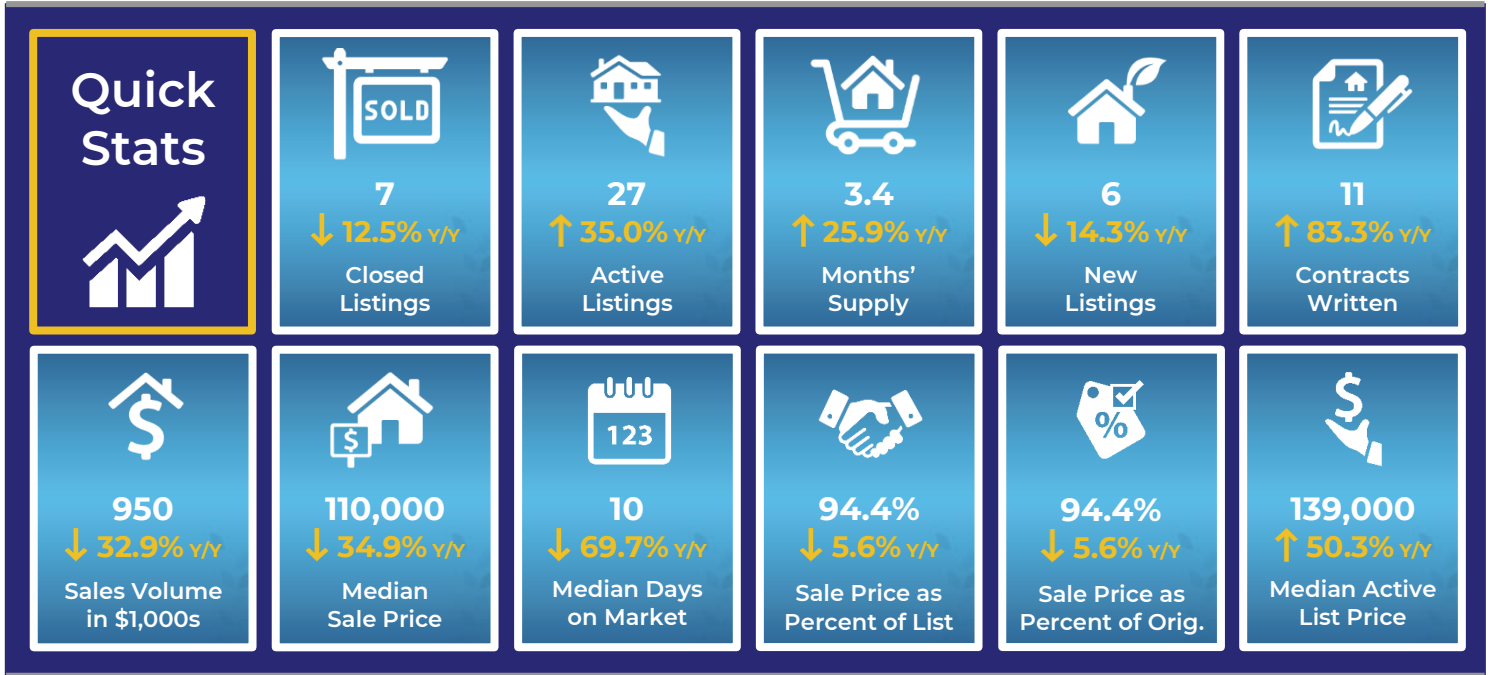 Quick
Stats
SOLD
7
↓ 12.5% Y/Y
Closed
Listings
27
↑ 35.0% Y/Y
Active
Listings
3.4
↑ 25.9% Y/Y
Months’
Supply
6
↓ 14.3% Y/Y
New
Listings
11
↑ 83.3% Y/Y
Contracts
Written
$
950
↓ 32.9% Y/Y
Sales Volume
in $1,000s
$
110,000
↓ 34.9% Y/Y
Median
Sale Price
123
10
↓ 69.7% Y/Y
Median Days
on Market
94.4%
↓ 5.6% Y/Y
Sale Price as
Percent of List
%
94.4%
↓ 5.6% Y/Y
Sale Price as
Percent of Orig.
$
139,000
↑ 50.3% Y/Y
Median Active
List Price